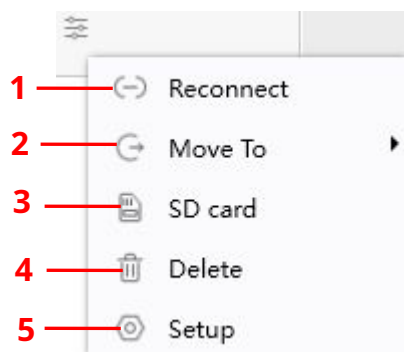 1 Reconnect
2 Move To
3 SD card
4 Delete
5 Setup